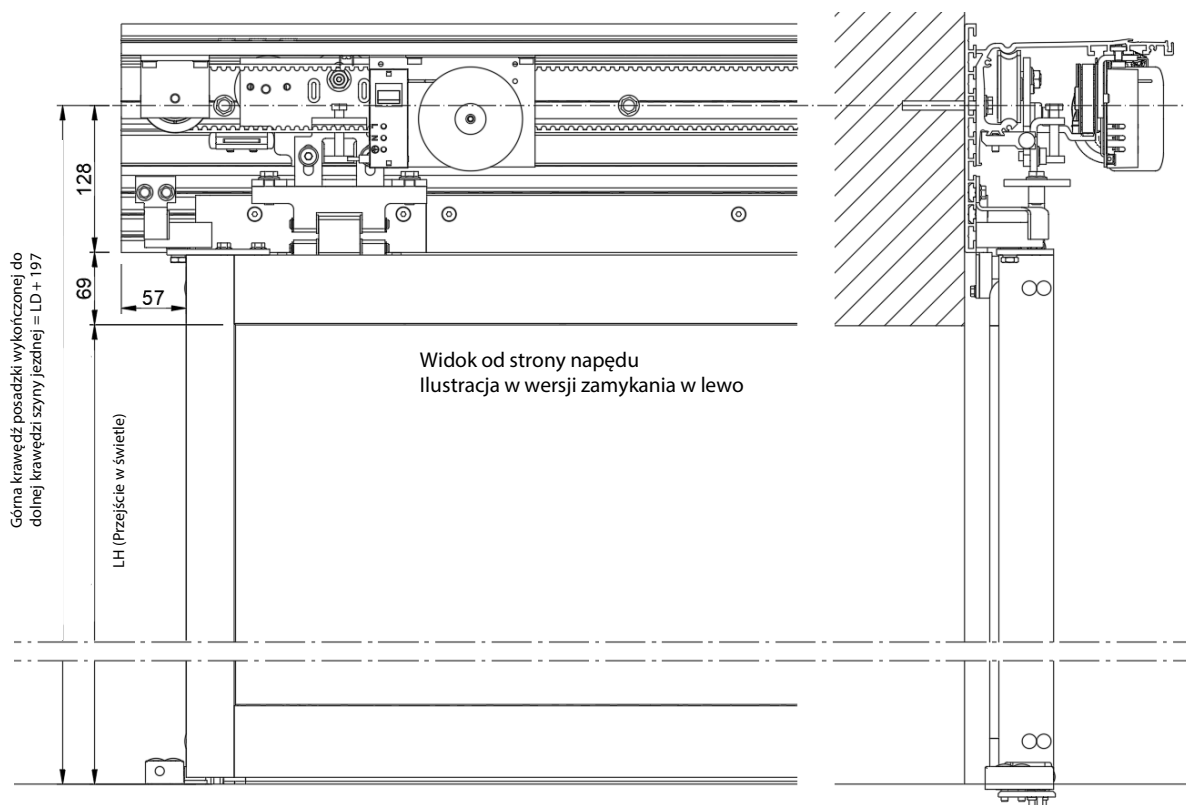 Górna krawędź posadzki wykończonej do
dolnej krawędzi szyny jezdnej = LD + 197
128
69
57
LH (Przejście w świetle)
L
N
Widok od strony napędu
Ilustracja w wersji zamykania w lewo